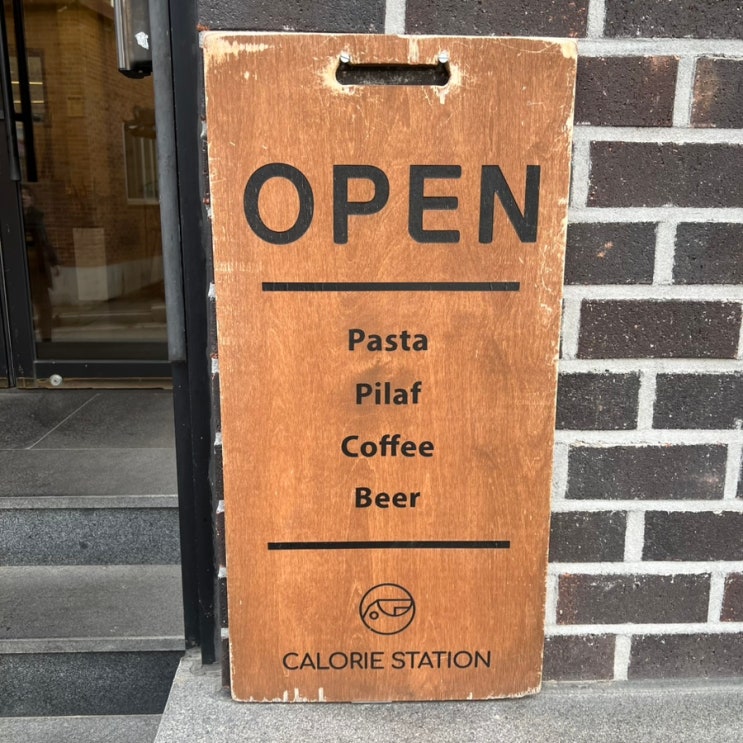 OPEN
Pasta
Pilaf
Coffee
Beer
CALORIE STATION